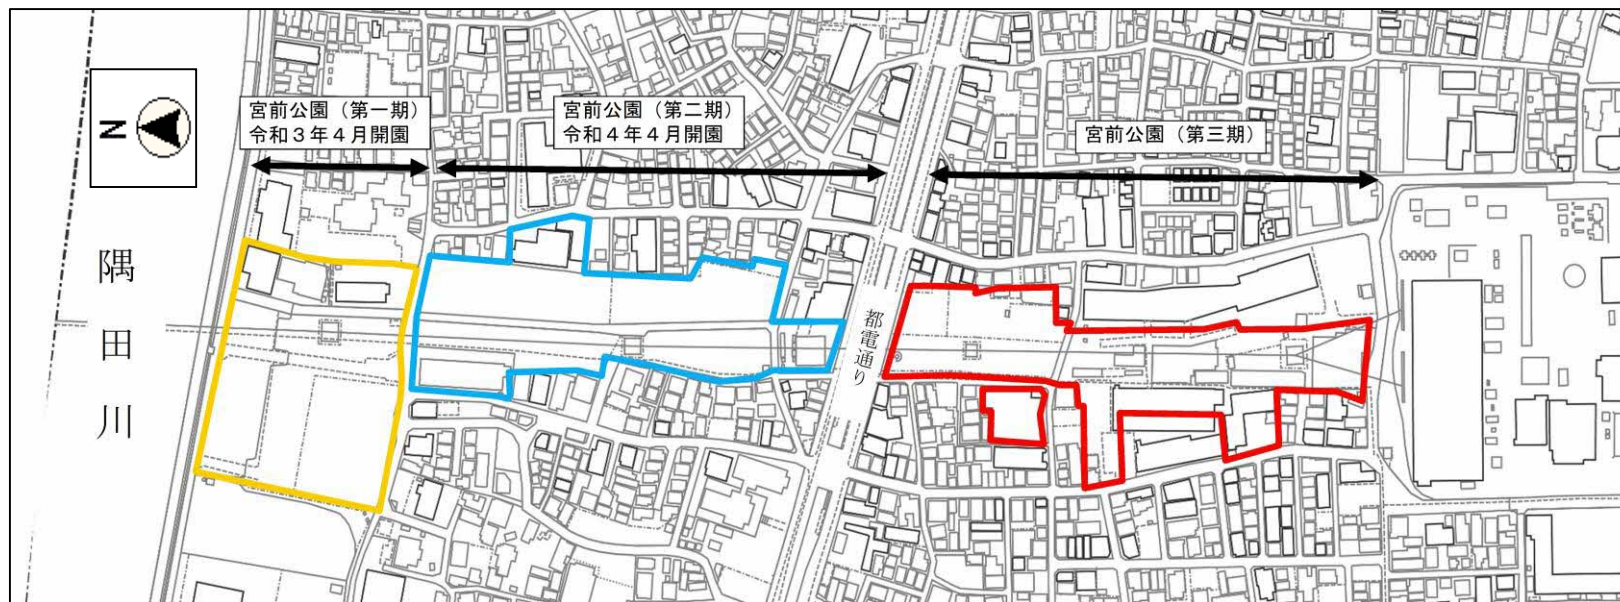 N
隅田川
宮前公園（第一期）
令和３年４月開園
宮前公園（第二期）
令和４年４月開園
宮前公園（第三期）
都電通り